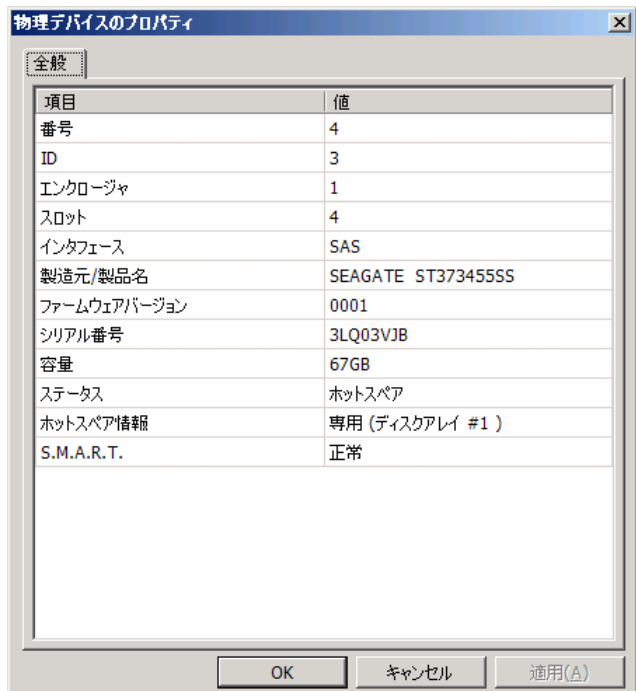 物理デバイスのプロパティ
全般
項目 値
番号 4
ID 3
エンクロージャ 1
スロット 4
インタフェース SAS
製造元/製品名 SEAGATE ST373455SS
ファームウェアバージョン 0001
シリアル番号 3LQ03VJB
容量 67GB
ステータス ホットスペア
ホットスペア情報 専用 (ディスクアレイ #1 )
S.M.A.R.T. 正常
OK キャンセル 適用(A)